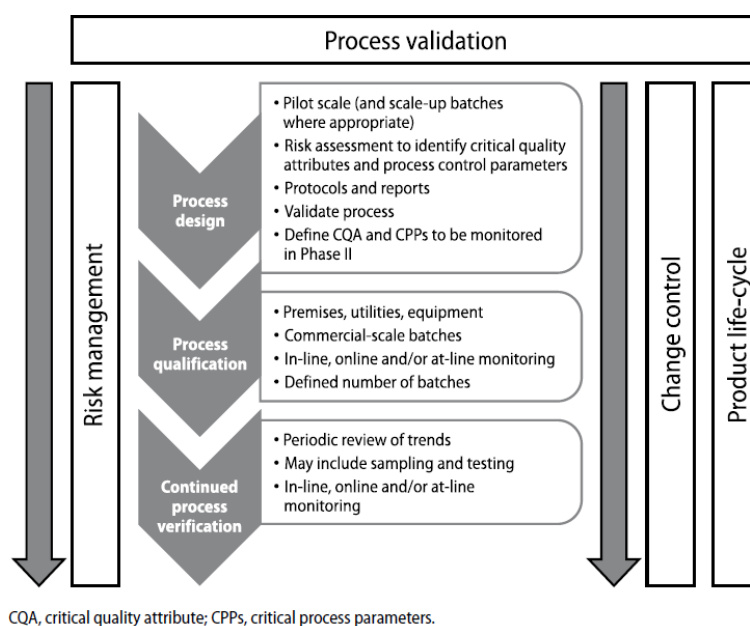 Process validation
Risk management
Process
design
• Pilot scale (and scale-up batches
where appropriate)
• Risk assessment to identify critical quality
attributes and process control parameters
• Protocols and reports
• Validate process
• Define CQA and CPPs to be monitored
in Phase II
Process
qualification
• Premises, utilities, equipment
• Commercial-scale batches
• In-line, online and/or at-line monitoring
• Defined number of batches
Continued
process
verification
• Periodic review of trends
• May include sampling and testing
• In-line, online and/or at-line
monitoring
Change control
Product life-cycle
CQA, critical quality attribute; CPPs, critical process parameters.